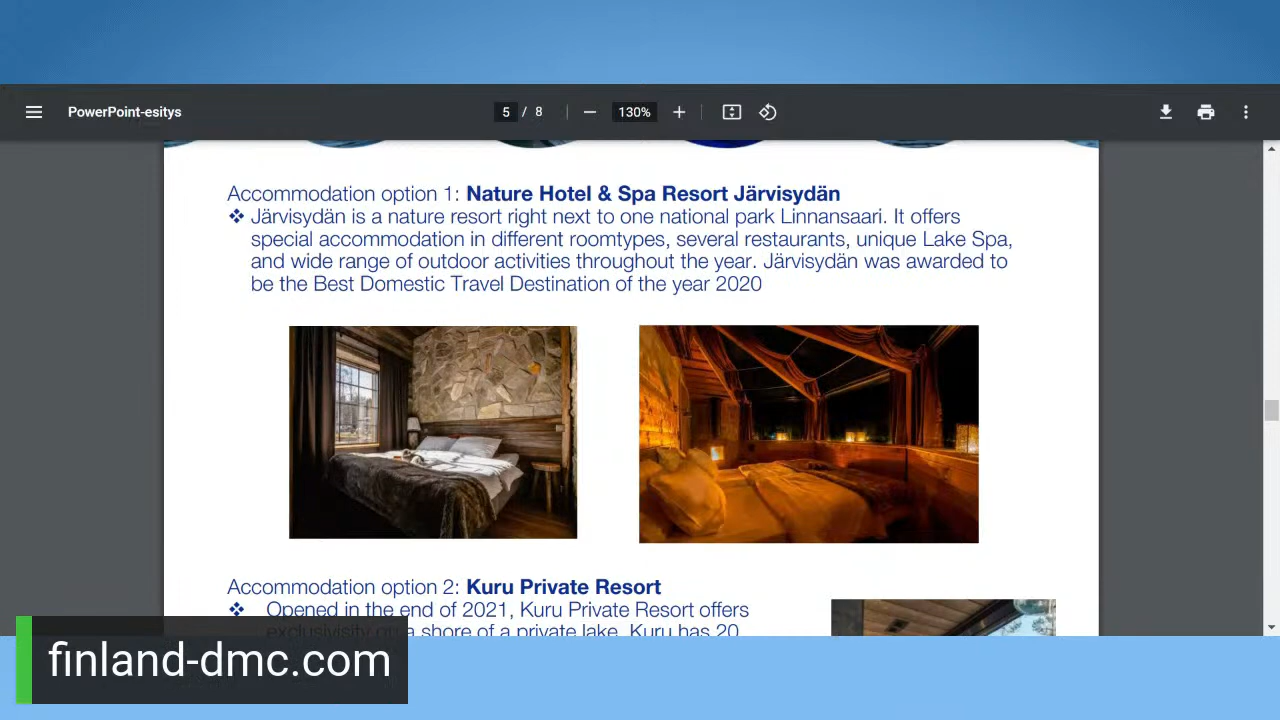 PowerPoint-esitys
5 / 8
130%
Accommodation option 1: Nature Hotel & Spa Resort Järvisydän
❖ Järvisydän is a nature resort right next to one national park Linnansaari. It offers
special accommodation in different roomtypes, several restaurants, unique Lake Spa,
and wide range of outdoor activities throughout the year. Järvisydän was awarded to
be the Best Domestic Travel Destination of the year 2020
Accommodation option 2: Kuru Private Resort
❖ Opened in the end of 2021, Kuru Private Resort offers
exclusivisity on a shore of a private lake. Kuru has 20
finland-dmc.com